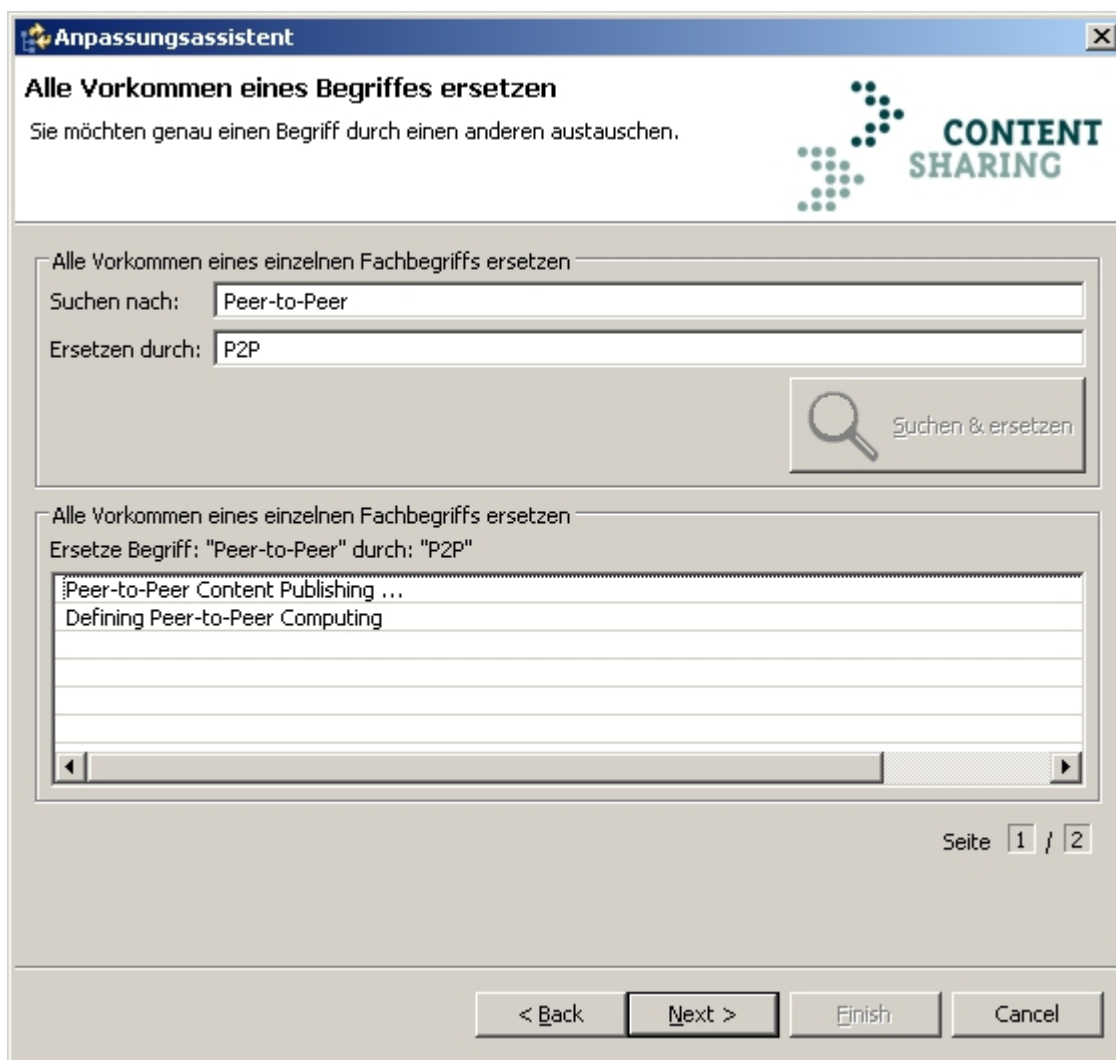 Anpassungsassistent
Alle Vorkommen eines Begriffes ersetzen
Sie möchten genau einen Begriff durch einen anderen austauschen.
CONTENT
SHARING
Alle Vorkommen eines einzelnen Fachbegriffs ersetzen
Suchen nach: Peer-to-Peer
Ersetzen durch: P2P
Suchen & ersetzen
Alle Vorkommen eines einzelnen Fachbegriffs ersetzen
Ersetze Begriff: "Peer-to-Peer" durch: "P2P"
Peer-to-Peer Content Publishing ...
Defining Peer-to-Peer Computing
Seite 1 / 2
< Back Next > Finish Cancel